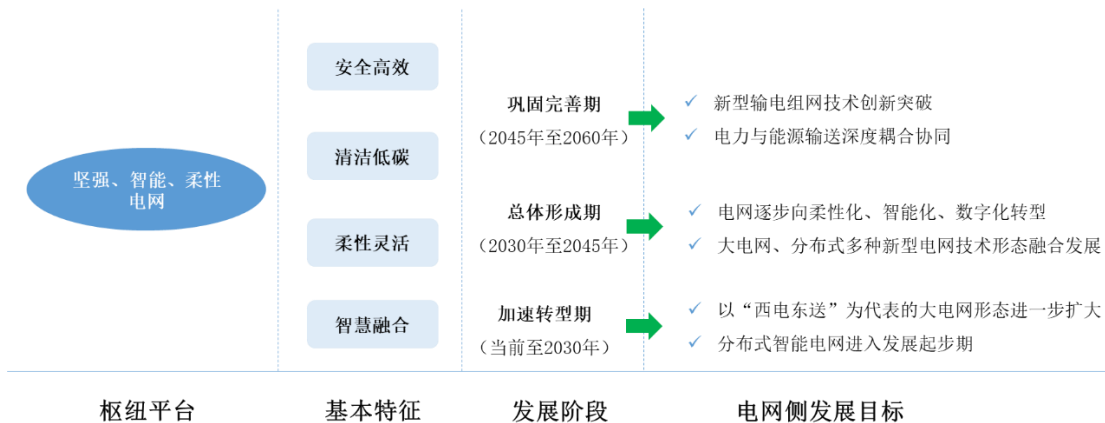 坚强、智能、柔性
电网
安全高效
清洁低碳
柔性灵活
智慧融合
巩固完善期
（2045年至2060年）
新型输电组网技术创新突破
电力与能源输送深度耦合协同
总体形成期
（2030年至2045年）
电网逐步向柔性化、智能化、数字化转型
大电网、分布式多种新型电网技术形态融合发展
加速转型期
（当前至2030年）
以“西电东送”为代表的大电网形态进一步扩大
分布式智能电网进入发展起步期
枢纽平台
基本特征
发展阶段
电网侧发展目标